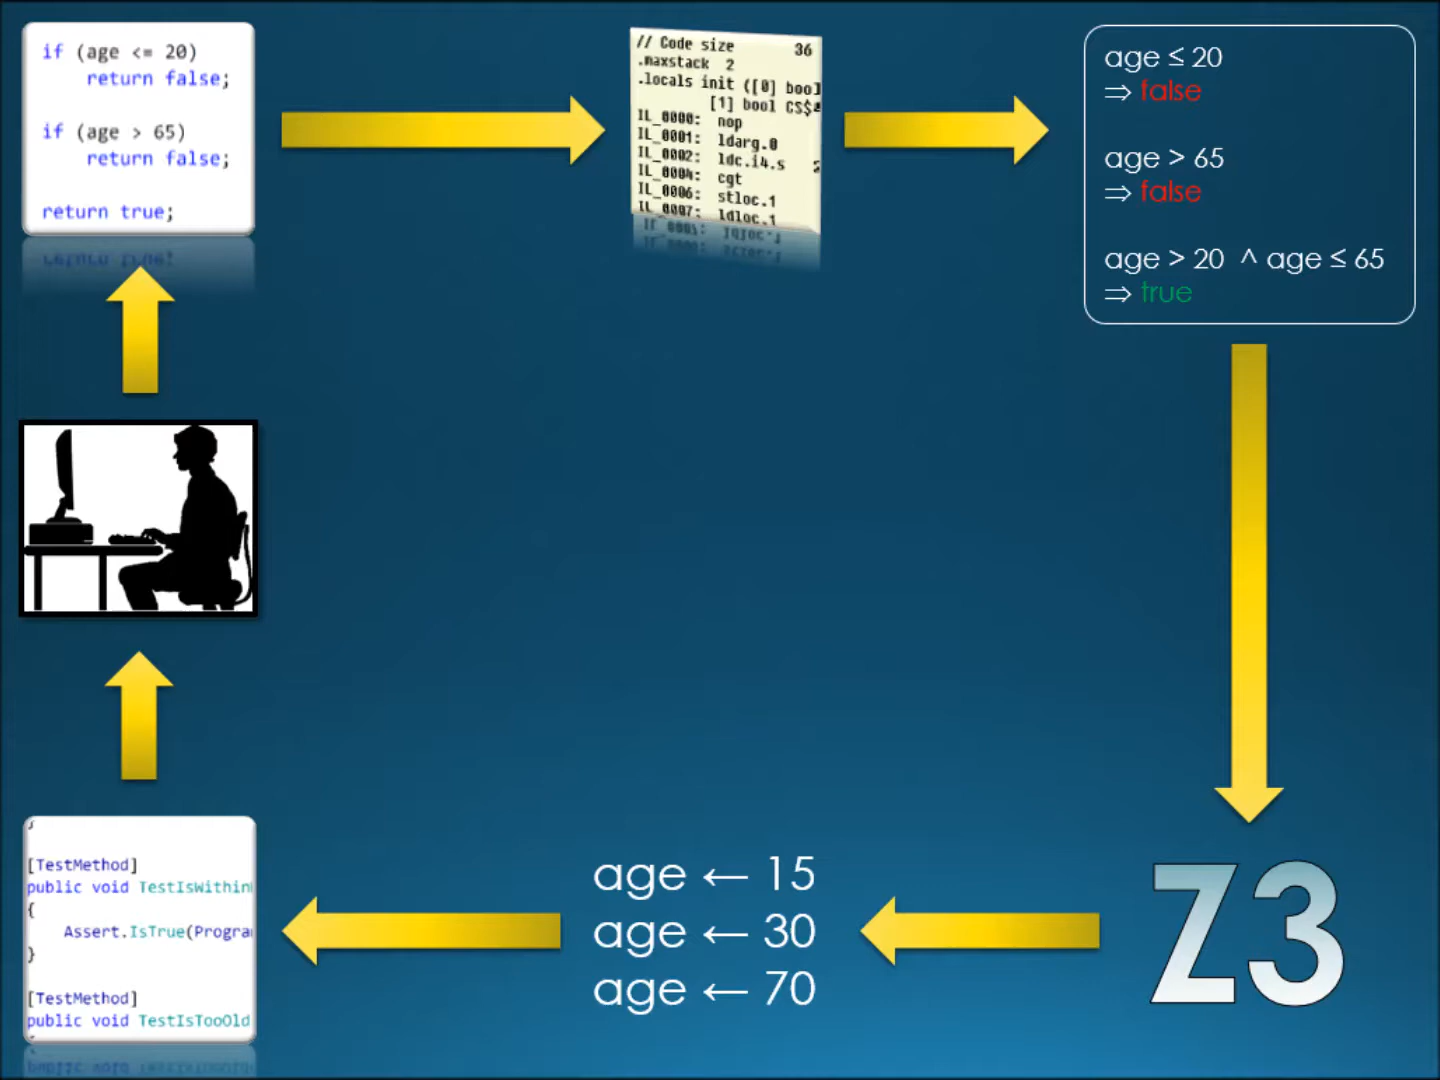 if (age <= 20)
return false;
if (age > 65)
return false;
return true;
// Code size 36
.maxstack 2
.locals init ([0] bool
[1] bool CS$
IL_0000: nop
IL_0001: ldarg.0
IL_0002: ldc.i4.s
IL_0004: cgt
IL_0006: stloc.1
IL_0007: ldloc.1
age ≤ 20
⇒ false
age > 65
⇒ false
age > 20 ^ age ≤ 65
⇒ true
}
[TestMethod]
public void TestIsWithin
{
Assert.IsTrue(Progra
}
[TestMethod]
public void TestIsTooOld
age ← 15
age ← 30
age ← 70
Z3